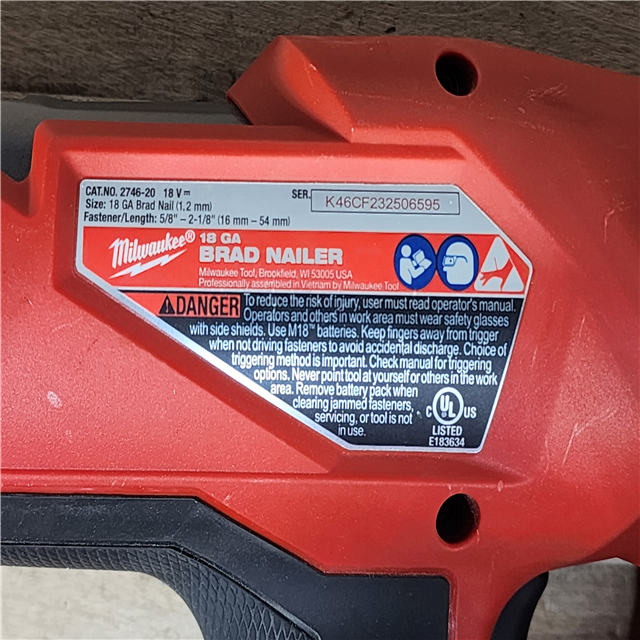 CAT.NO. 2746-20 18 V⎓
SER. K46CF232506595
Size: 18 GA Brad Nail (1.2 mm)
Fastener/Length: 5/8" – 2-1/8" (16 mm – 54 mm)
Milwaukee®
18 GA
BRAD NAILER
Milwaukee Tool, Brookfield, WI 53005 USA
Professionally assembled in Vietnam by Milwaukee Tool
DANGER To reduce the risk of injury, user must read operator's manual.
Operators and others in work area must wear safety glasses
with side shields. Use M18™ batteries. Keep fingers away from trigger
when not driving fasteners to avoid accidental discharge. Choice of
triggering method is important. Check manual for triggering
options. Never point tool at yourself or others in the work
area. Remove battery pack when
clearing jammed fasteners,
servicing, or tool is not
in use.
C UL US
LISTED
E183634